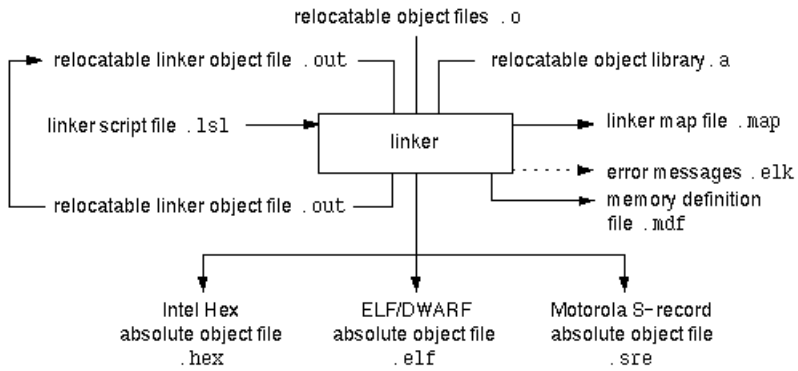 relocatable object files .o
relocatable linker object file .out
relocatable object library .a
linker script file .lsl
linker
linker map file .map
error messages .elk
relocatable linker object file .out
memory definition
file .mdf
Intel Hex
absolute object file
.hex
ELF/DWARF
absolute object file
.elf
Motorola S-record
absolute object file
.sre